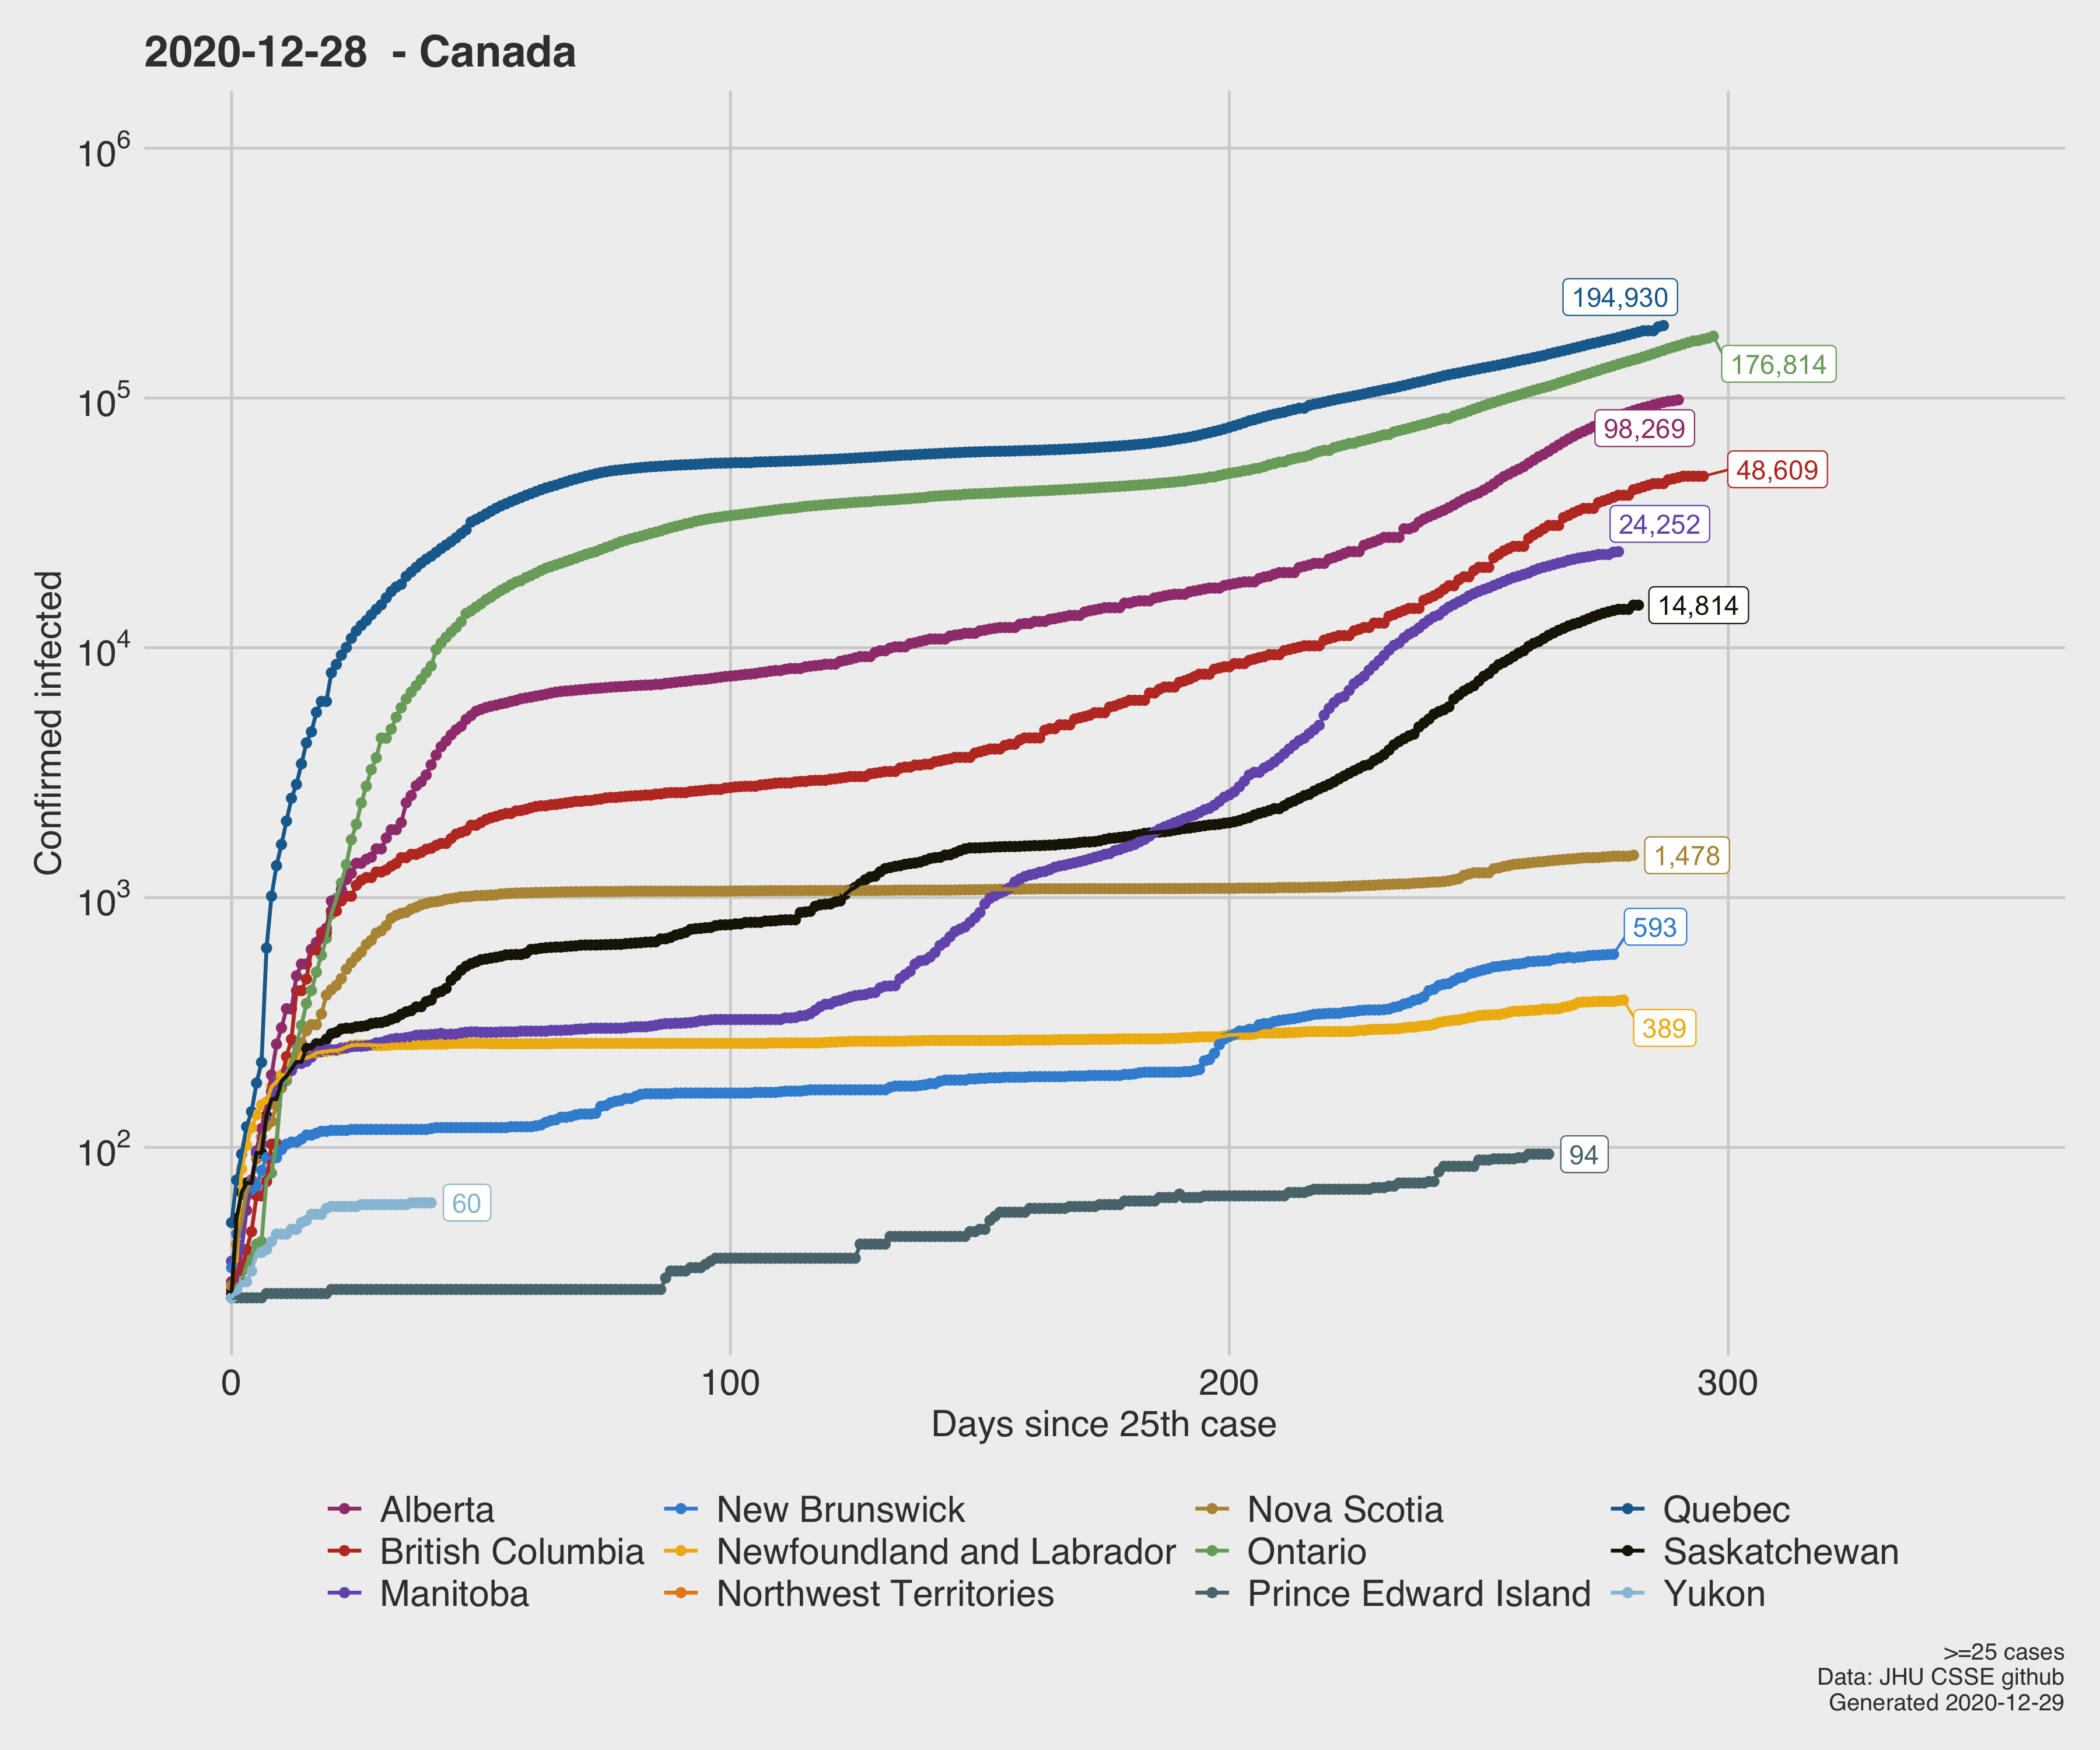 2020-12-28  - Canada
10^6
10^5
10^4
10^3
10^2
Confirmed infected
194,930
176,814
98,269
48,609
24,252
14,814
1,478
593
389
94
60
0 100 200 300
Days since 25th case
Alberta New Brunswick Nova Scotia Quebec
British Columbia Newfoundland and Labrador Ontario Saskatchewan
Manitoba Northwest Territories Prince Edward Island Yukon
>=25 cases
Data: JHU CSSE github
Generated 2020-12-29